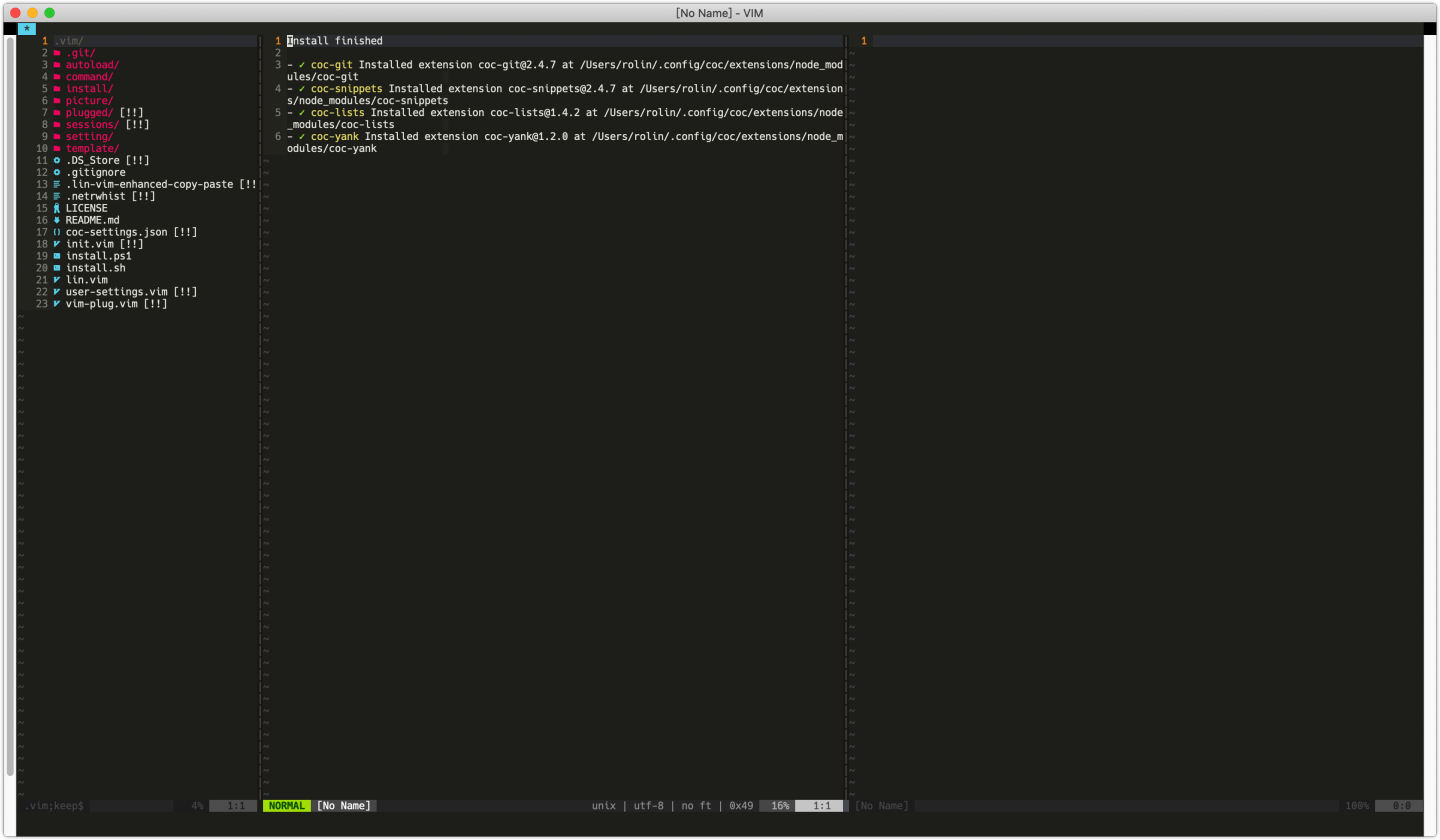 [No Name] - VIM
*
1 .vim/
2 .git/
3 autoload/
4 command/
5 install/
6 picture/
7 plugged/ [!!]
8 sessions/ [!!]
9 setting/
10 template/
11 .DS_Store [!!]
12 .gitignore
13 .lin-vim-enhanced-copy-paste [!!
14 .netrwhist [!!]
15 LICENSE
16 README.md
17 coc-settings.json [!!]
18 init.vim [!!]
19 install.ps1
20 install.sh
21 lin.vim
22 user-settings.vim [!!]
23 vim-plug.vim [!!]
1 Install finished
2
3 - ✓ coc-git Installed extension coc-git@2.4.7 at /Users/rolin/.config/coc/extensions/node_mod
ules/coc-git
4 - ✓ coc-snippets Installed extension coc-snippets@2.4.7 at /Users/rolin/.config/coc/extension
s/node_modules/coc-snippets
5 - ✓ coc-lists Installed extension coc-lists@1.4.2 at /Users/rolin/.config/coc/extensions/node
_modules/coc-lists
6 - ✓ coc-yank Installed extension coc-yank@1.2.0 at /Users/rolin/.config/coc/extensions/node_m
odules/coc-yank
1
.vim;keep$ 4% 1:1
NORMAL [No Name] unix | utf-8 | no ft | 0x49 16% 1:1
[No Name] 100% 0:0